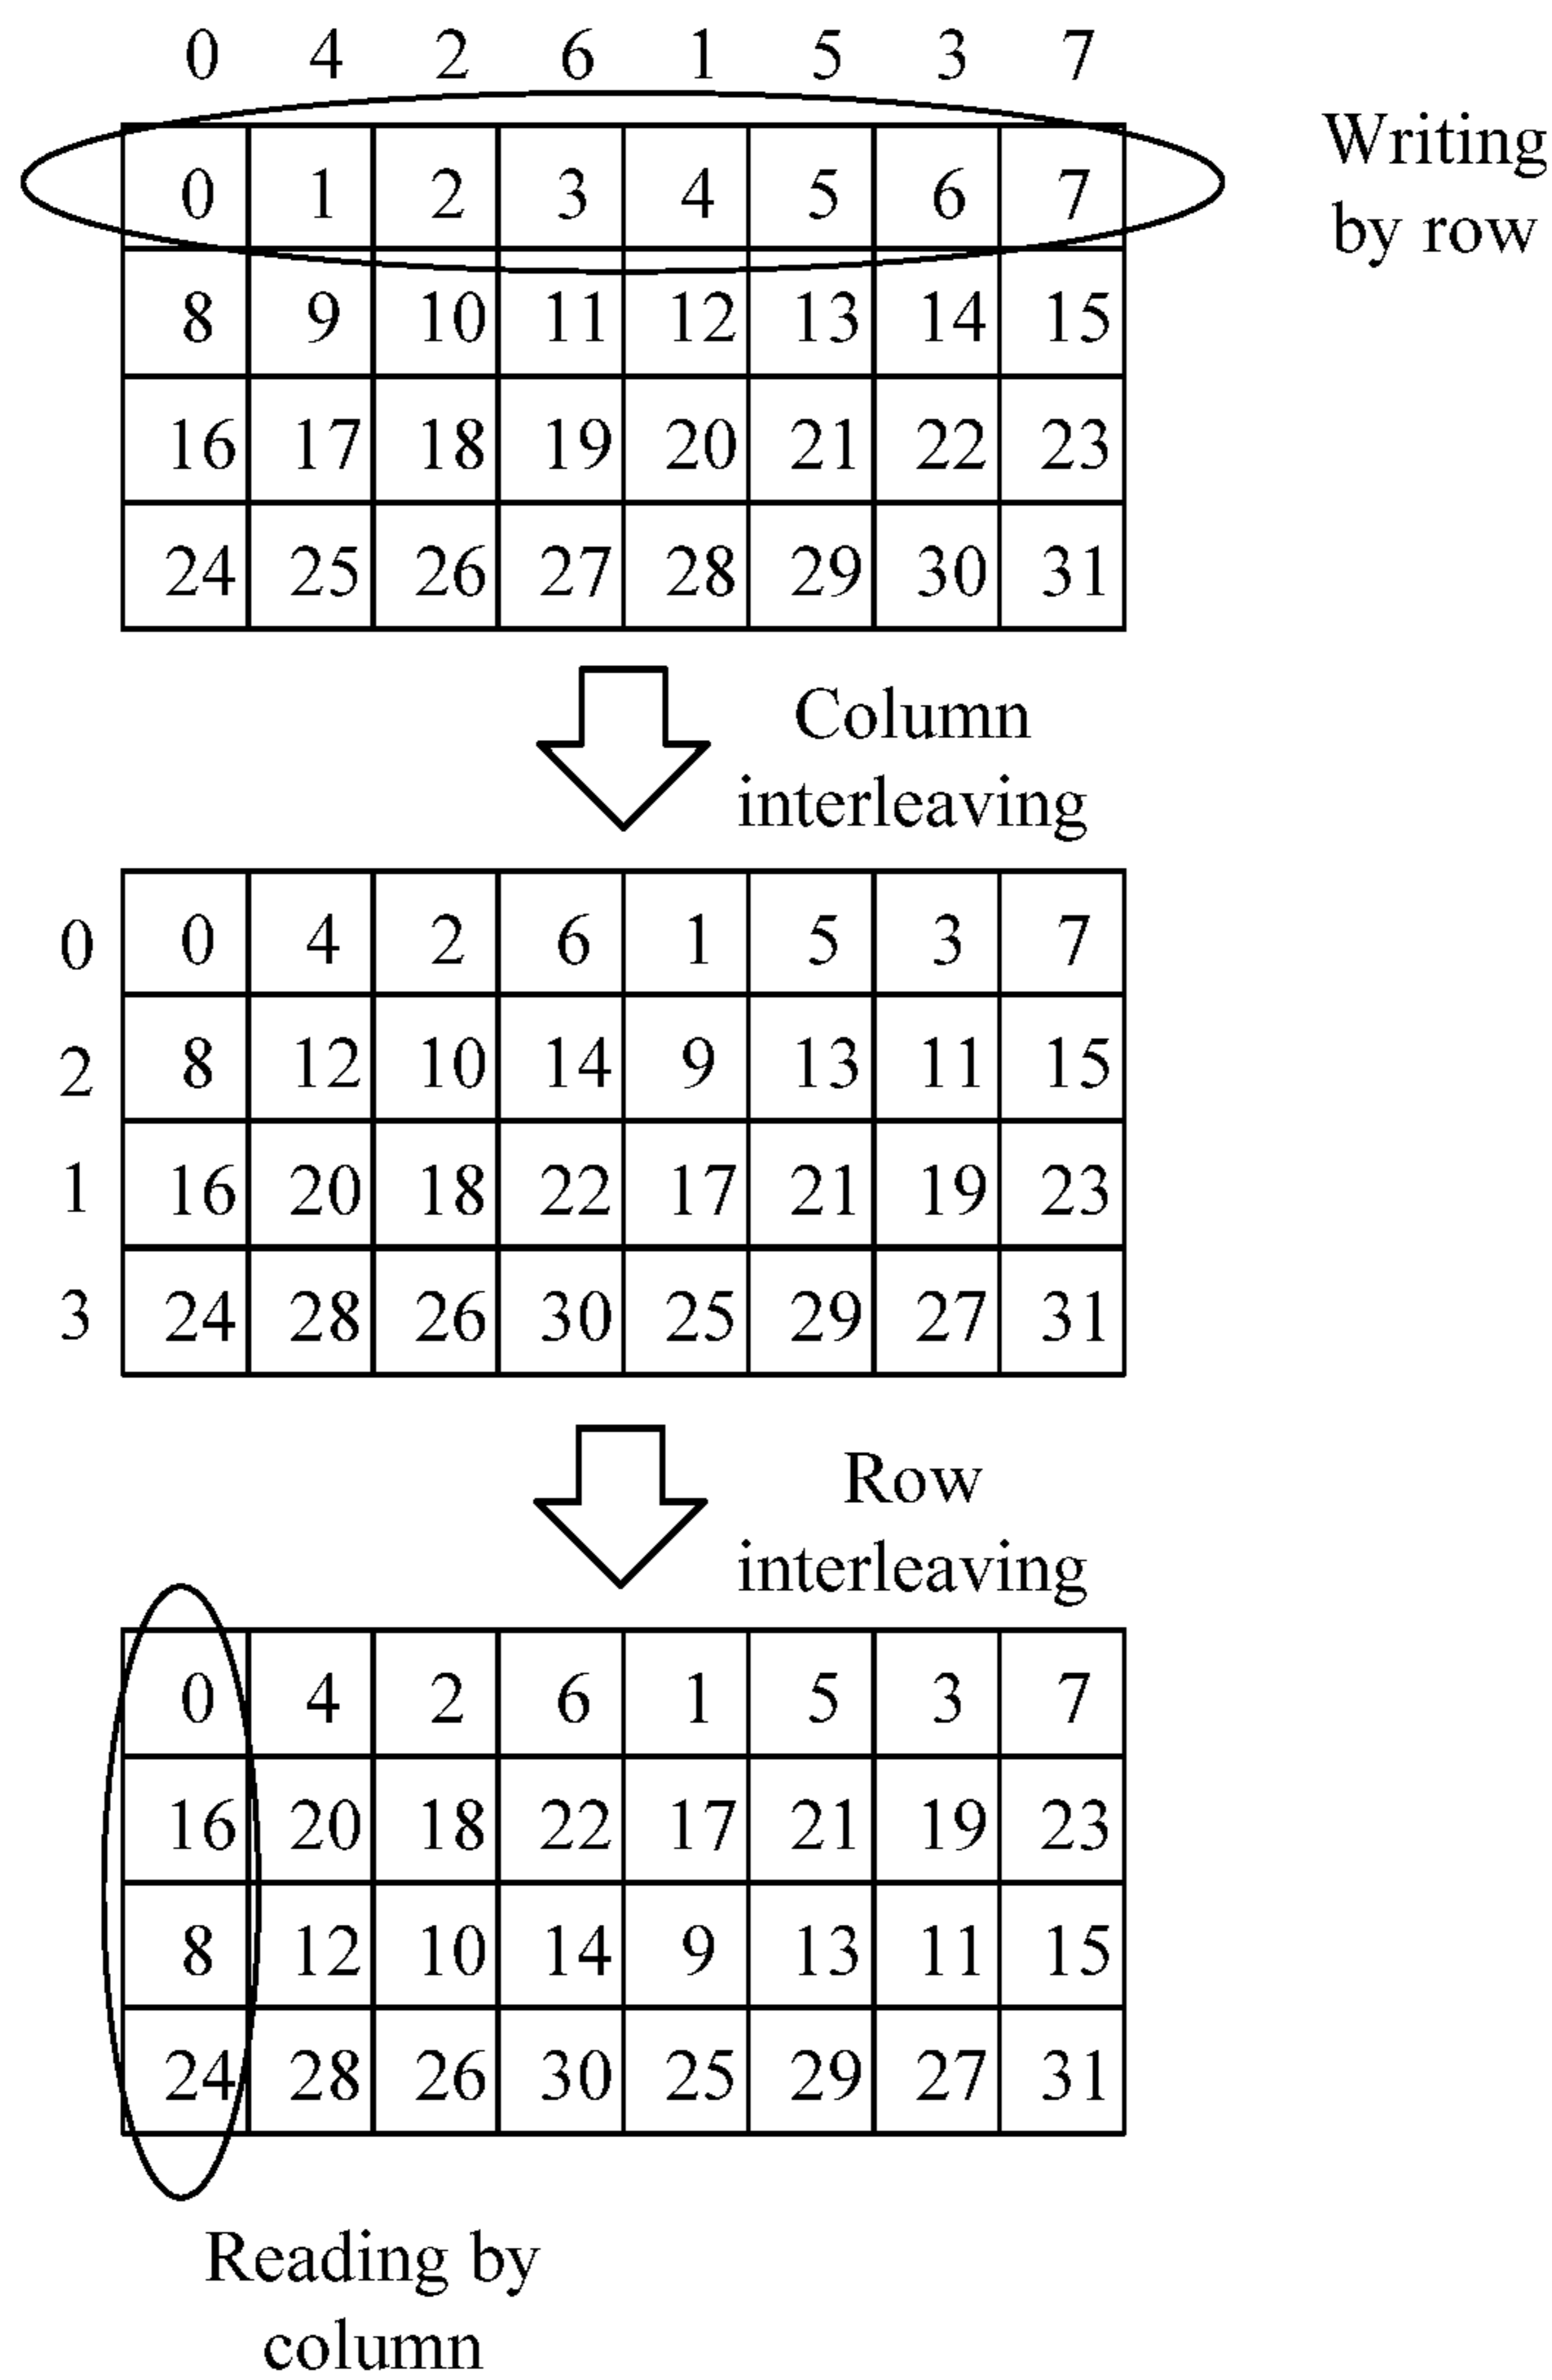 0 4 2 6 1 5 3 7
0 1 2 3 4 5 6 7
Writing
by row
8 9 10 11 12 13 14 15
16 17 18 19 20 21 22 23
24 25 26 27 28 29 30 31
Column
interleaving
0 0 4 2 6 1 5 3 7
2 8 12 10 14 9 13 11 15
1 16 20 18 22 17 21 19 23
3 24 28 26 30 25 29 27 31
Row
interleaving
0 4 2 6 1 5 3 7
16 20 18 22 17 21 19 23
8 12 10 14 9 13 11 15
24 28 26 30 25 29 27 31
Reading by
column